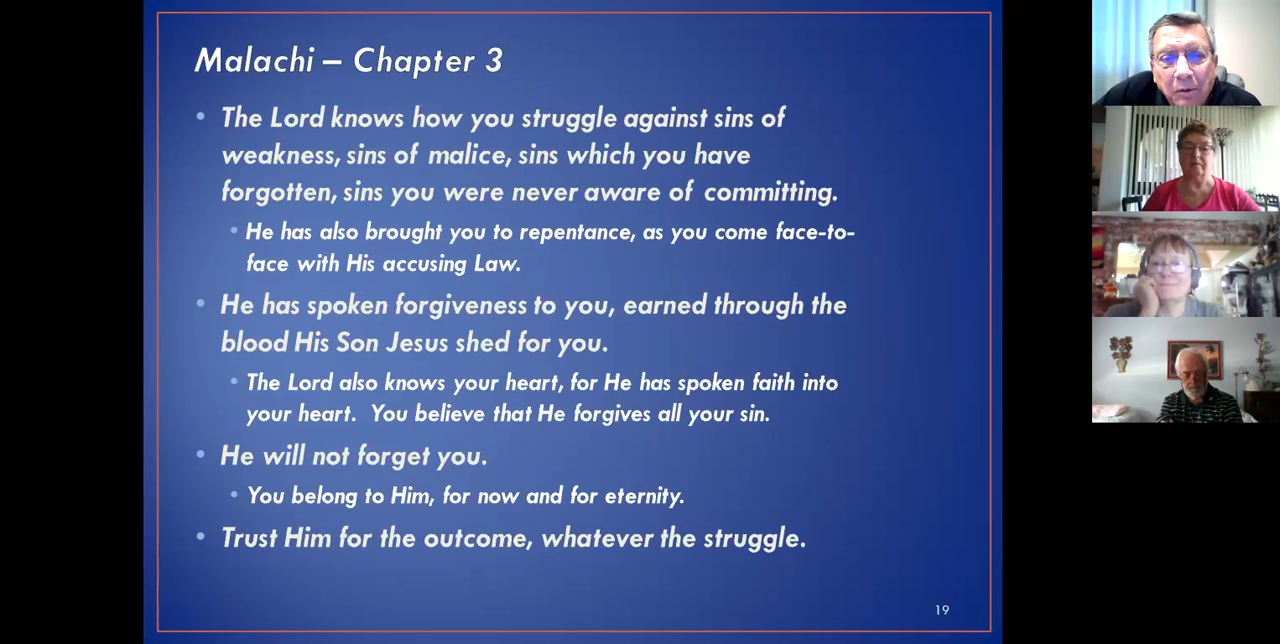 Malachi – Chapter 3
• The Lord knows how you struggle against sins of
weakness, sins of malice, sins which you have
forgotten, sins you were never aware of committing.
• He has also brought you to repentance, as you come face-to-
face with His accusing Law.
• He has spoken forgiveness to you, earned through the
blood His Son Jesus shed for you.
• The Lord also knows your heart, for He has spoken faith into
your heart.  You believe that He forgives all your sin.
• He will not forget you.
• You belong to Him, for now and for eternity.
• Trust Him for the outcome, whatever the struggle.
19